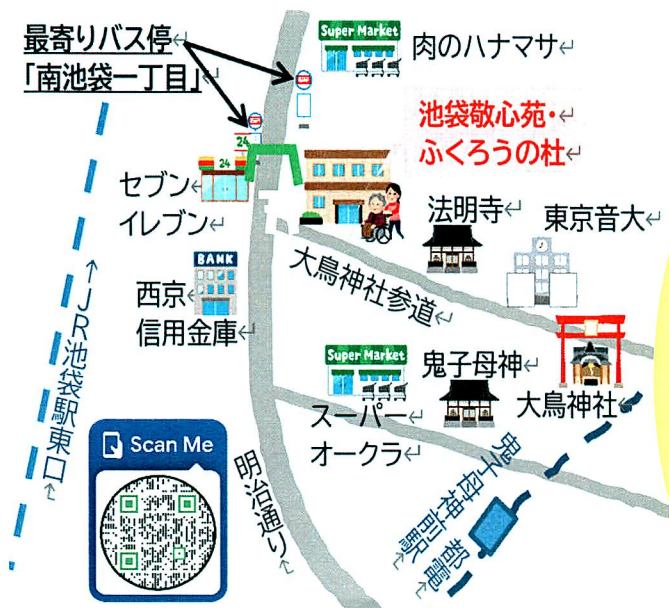 最寄りバス停↵
「南池袋一丁目」↵
Super Market
肉のハナマサ↵
池袋敬心苑・↵
ふくろうの杜↵
24
24
セブン↵
イレブン↵
法明寺↵
東京音大↵
大鳥神社参道↵
BANK
西京↵
信用金庫↵
←JR池袋駅東口↵
Super Market
鬼子母神↵
スーパー↵
オークラ↵
大鳥神社↵
明治通り↵
鬼子母神前駅↵
都電↵
Scan Me